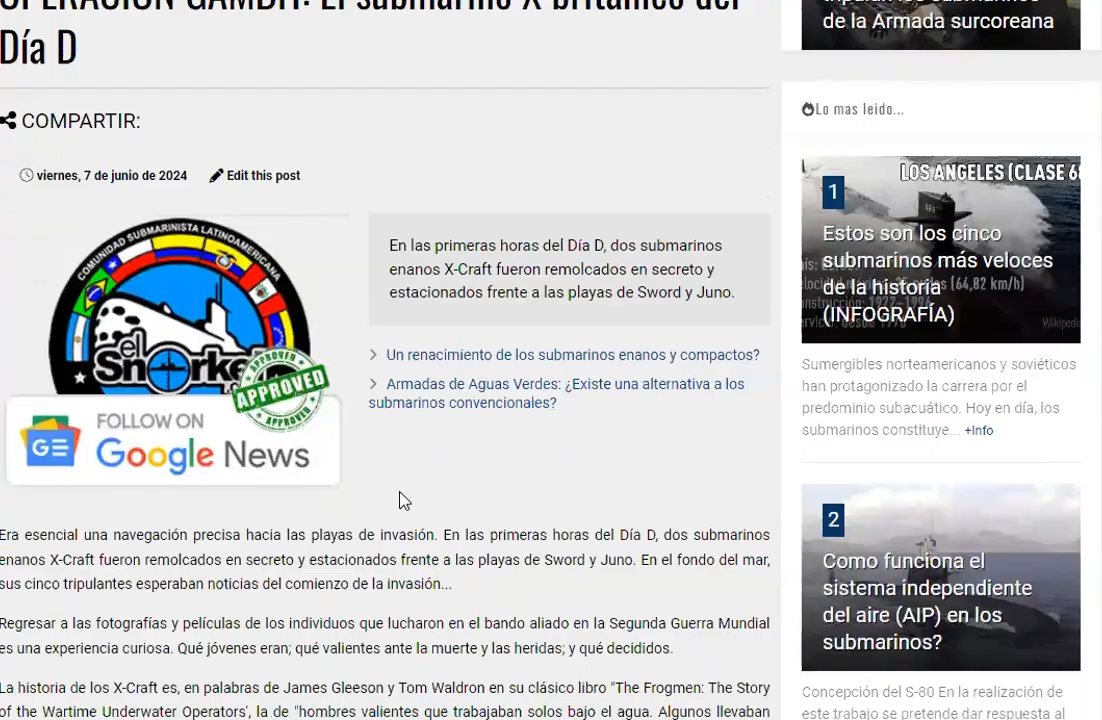 OPERACIÓN GAMBIT: El submarino X británico del
Día D
COMPARTIR:
viernes, 7 de junio de 2024
Edit this post
COMUNIDAD SUBMARINISTA LATINOAMERICANA
el
Snorkel
APPROVED
APPROVED
APPROVED
FOLLOW ON
GE
Google News
En las primeras horas del Día D, dos submarinos
enanos X-Craft fueron remolcados en secreto y
estacionados frente a las playas de Sword y Juno.
Un renacimiento de los submarinos enanos y compactos?
Armadas de Aguas Verdes: ¿Existe una alternativa a los
submarinos convencionales?
Era esencial una navegación precisa hacia las playas de invasión. En las primeras horas del Día D, dos submarinos
enanos X-Craft fueron remolcados en secreto y estacionados frente a las playas de Sword y Juno. En el fondo del mar,
sus cinco tripulantes esperaban noticias del comienzo de la invasión...
Regresar a las fotografías y películas de los individuos que lucharon en el bando aliado en la Segunda Guerra Mundial
es una experiencia curiosa. Qué jóvenes eran; qué valientes ante la muerte y las heridas; y qué decididos.
La historia de los X-Craft es, en palabras de James Gleeson y Tom Waldron en su clásico libro "The Frogmen: The Story
of the Wartime Underwater Operators', la de "hombres valientes que trabajaban solos bajo el agua. Algunos llevaban
tripulan los submarinos
de la Armada surcoreana
Lo mas leido...
LOS ANGELES (CLASE 68
1
Estos son los cinco
submarinos más veloces
de la historia
(INFOGRAFÍA)
(64,82 km/h)
1972-1996
Wikipedi
Sumergibles norteamericanos y soviéticos
han protagonizado la carrera por el
predominio subacuático. Hoy en día, los
submarinos constituye... +Info
2
Como funciona el
sistema independiente
del aire (AIP) en los
submarinos?
Concepción del S-80 En la realización de
este trabajo se pretende dar respuesta al